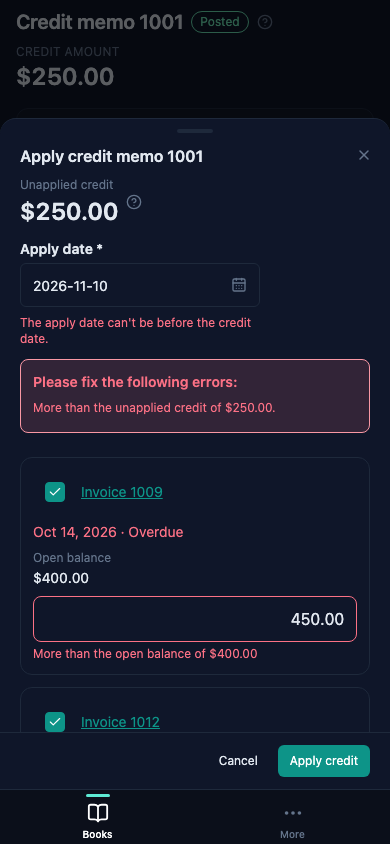 Credit memo 1001
Posted
CREDIT AMOUNT
$250.00
Apply credit memo 1001
Unapplied credit
$250.00
Apply date *
2026-11-10
The apply date can't be before the credit
date.
Please fix the following errors:
More than the unapplied credit of $250.00.
Invoice 1009
Oct 14, 2026 · Overdue
Open balance
$400.00
450.00
More than the open balance of $400.00
Invoice 1012
Cancel
Apply credit
Books
More